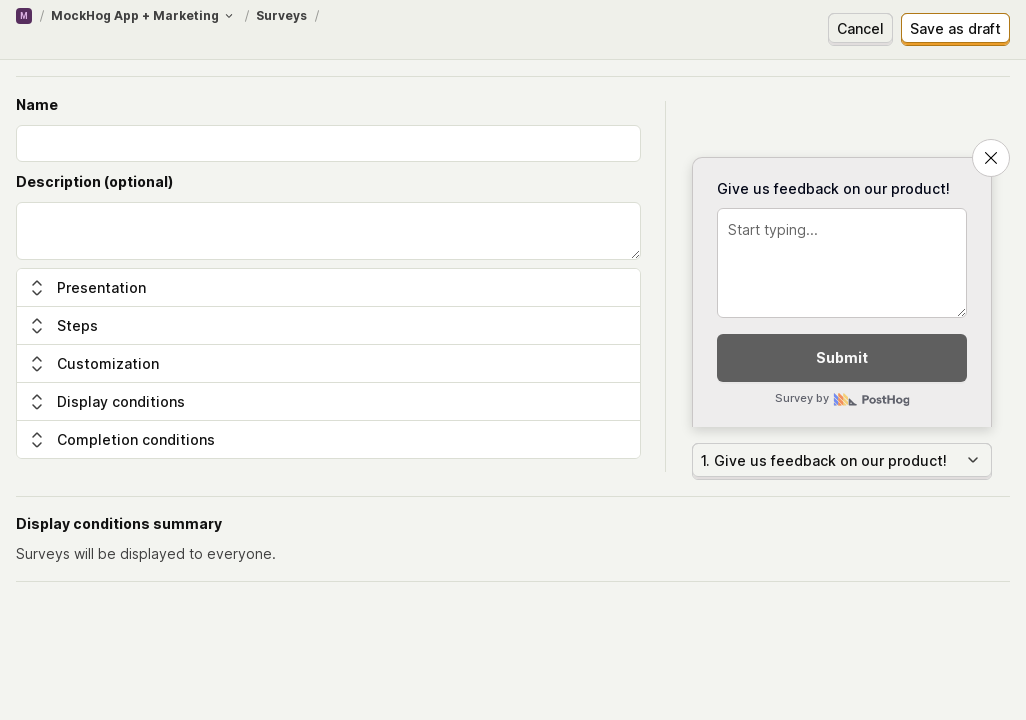 M / MockHog App + Marketing / Surveys /
Cancel
Save as draft
Name
Description (optional)
Presentation
Steps
Customization
Display conditions
Completion conditions
Give us feedback on our product!
Start typing...
Submit
Survey by PostHog
1. Give us feedback on our product!
Display conditions summary
Surveys will be displayed to everyone.